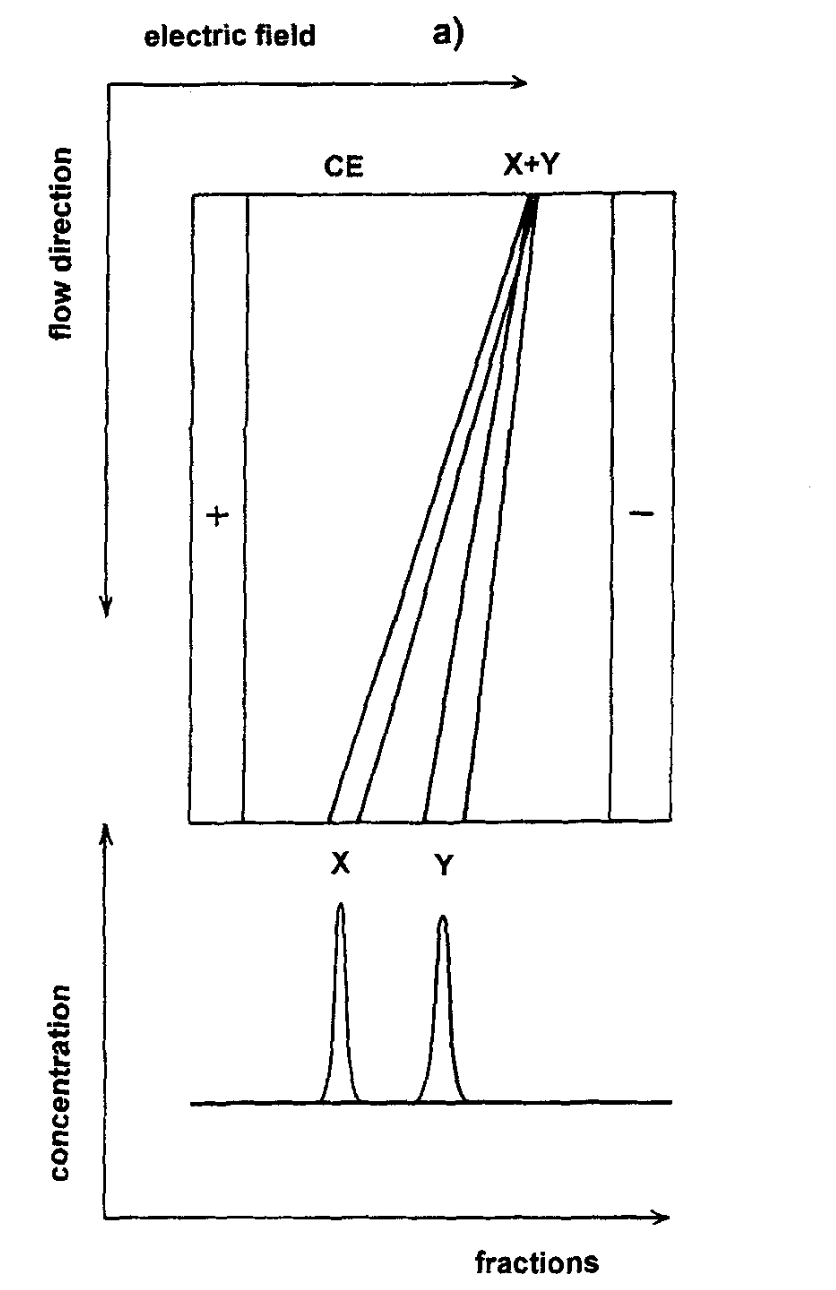 electric field
a)
flow direction
CE
X+Y
+
−
X
Y
concentration
fractions